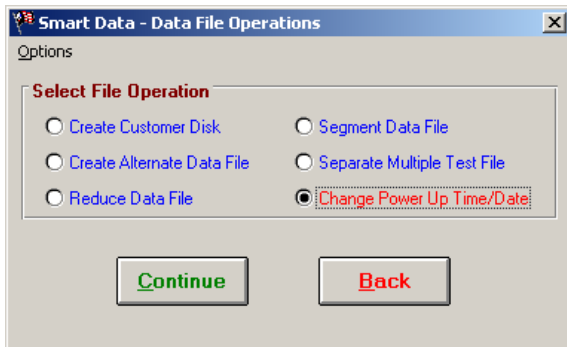 Smart Data - Data File Operations
Options
Select File Operation
Create Customer Disk
Segment Data File
Create Alternate Data File
Separate Multiple Test File
Reduce Data File
Change Power Up Time/Date
Continue
Back